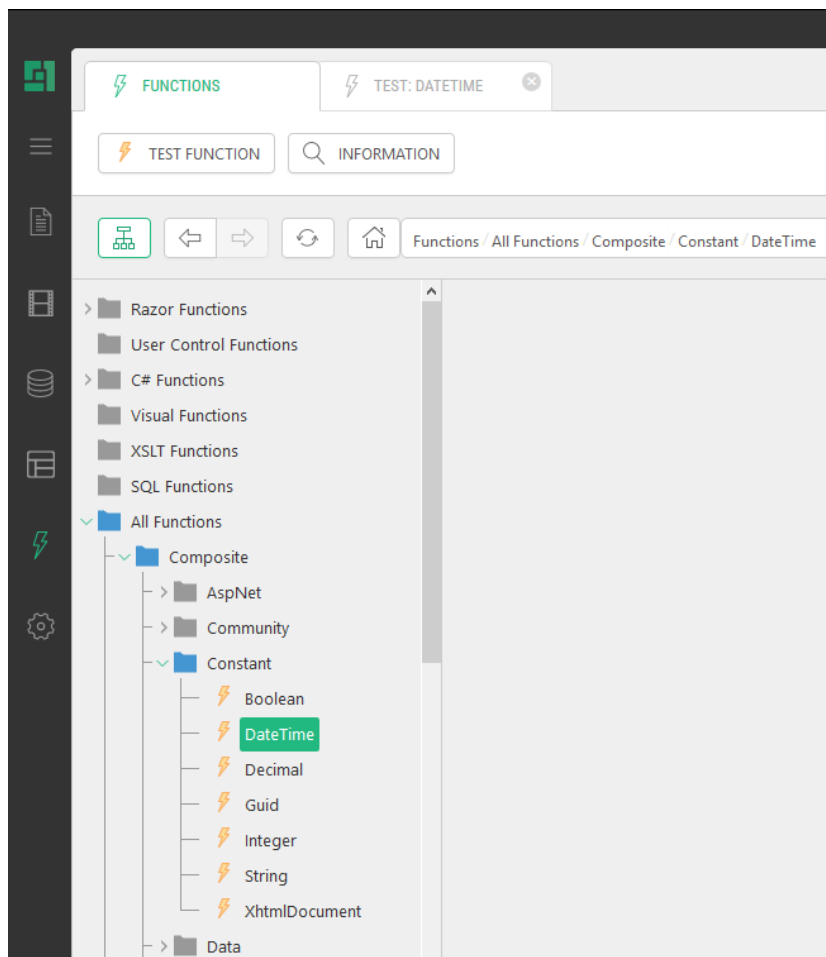 FUNCTIONS
TEST: DATETIME
TEST FUNCTION
INFORMATION
Functions / All Functions / Composite / Constant / DateTime
Razor Functions
User Control Functions
C# Functions
Visual Functions
XSLT Functions
SQL Functions
All Functions
Composite
AspNet
Community
Constant
Boolean
DateTime
Decimal
Guid
Integer
String
XhtmlDocument
Data